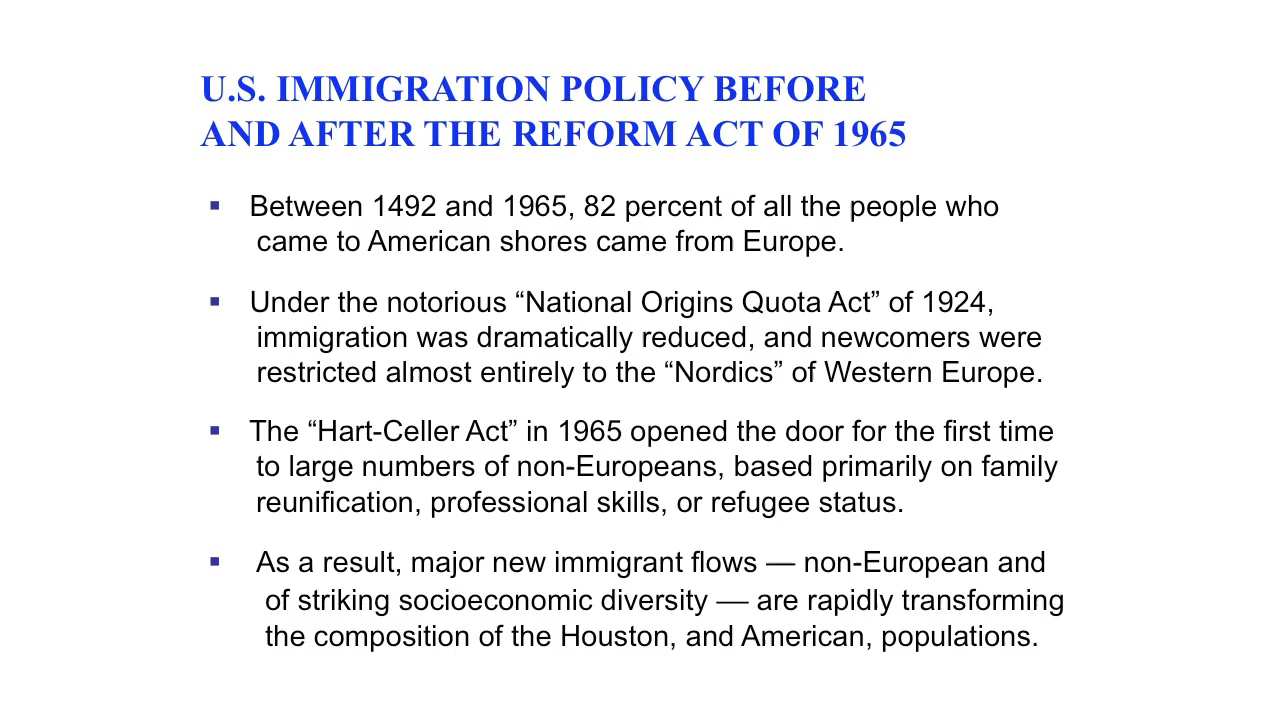 U.S. IMMIGRATION POLICY BEFORE
AND AFTER THE REFORM ACT OF 1965
▪ Between 1492 and 1965, 82 percent of all the people who
came to American shores came from Europe.
▪ Under the notorious “National Origins Quota Act” of 1924,
immigration was dramatically reduced, and newcomers were
restricted almost entirely to the “Nordics” of Western Europe.
▪ The “Hart-Celler Act” in 1965 opened the door for the first time
to large numbers of non-Europeans, based primarily on family
reunification, professional skills, or refugee status.
▪ As a result, major new immigrant flows — non-European and
of striking socioeconomic diversity — are rapidly transforming
the composition of the Houston, and American, populations.